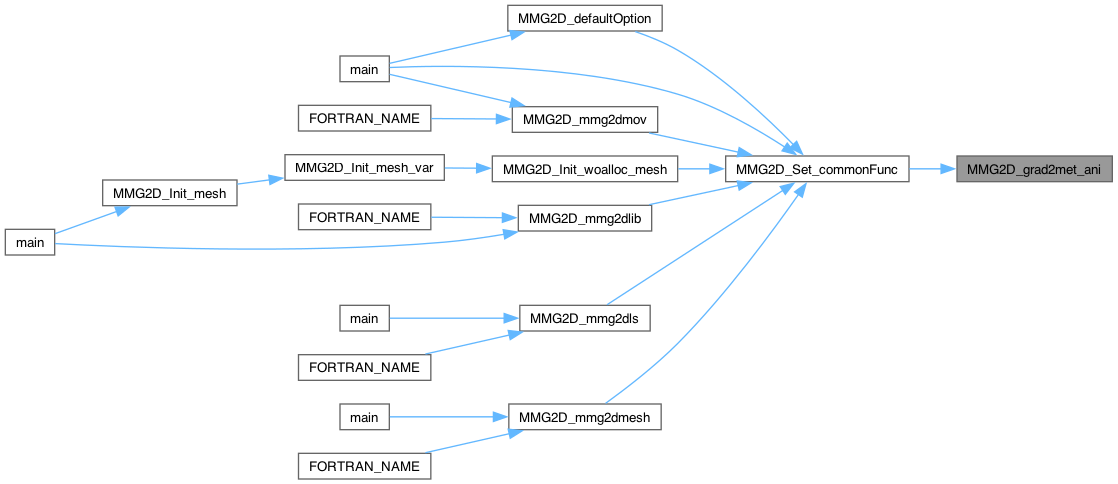 MMG2D_defaultOption
main
FORTRAN_NAME
MMG2D_mmg2dmov
MMG2D_Init_mesh_var
MMG2D_Init_woalloc_mesh
MMG2D_Set_commonFunc
MMG2D_grad2met_ani
MMG2D_Init_mesh
FORTRAN_NAME
MMG2D_mmg2dlib
main
main
MMG2D_mmg2dls
FORTRAN_NAME
main
MMG2D_mmg2dmesh
FORTRAN_NAME